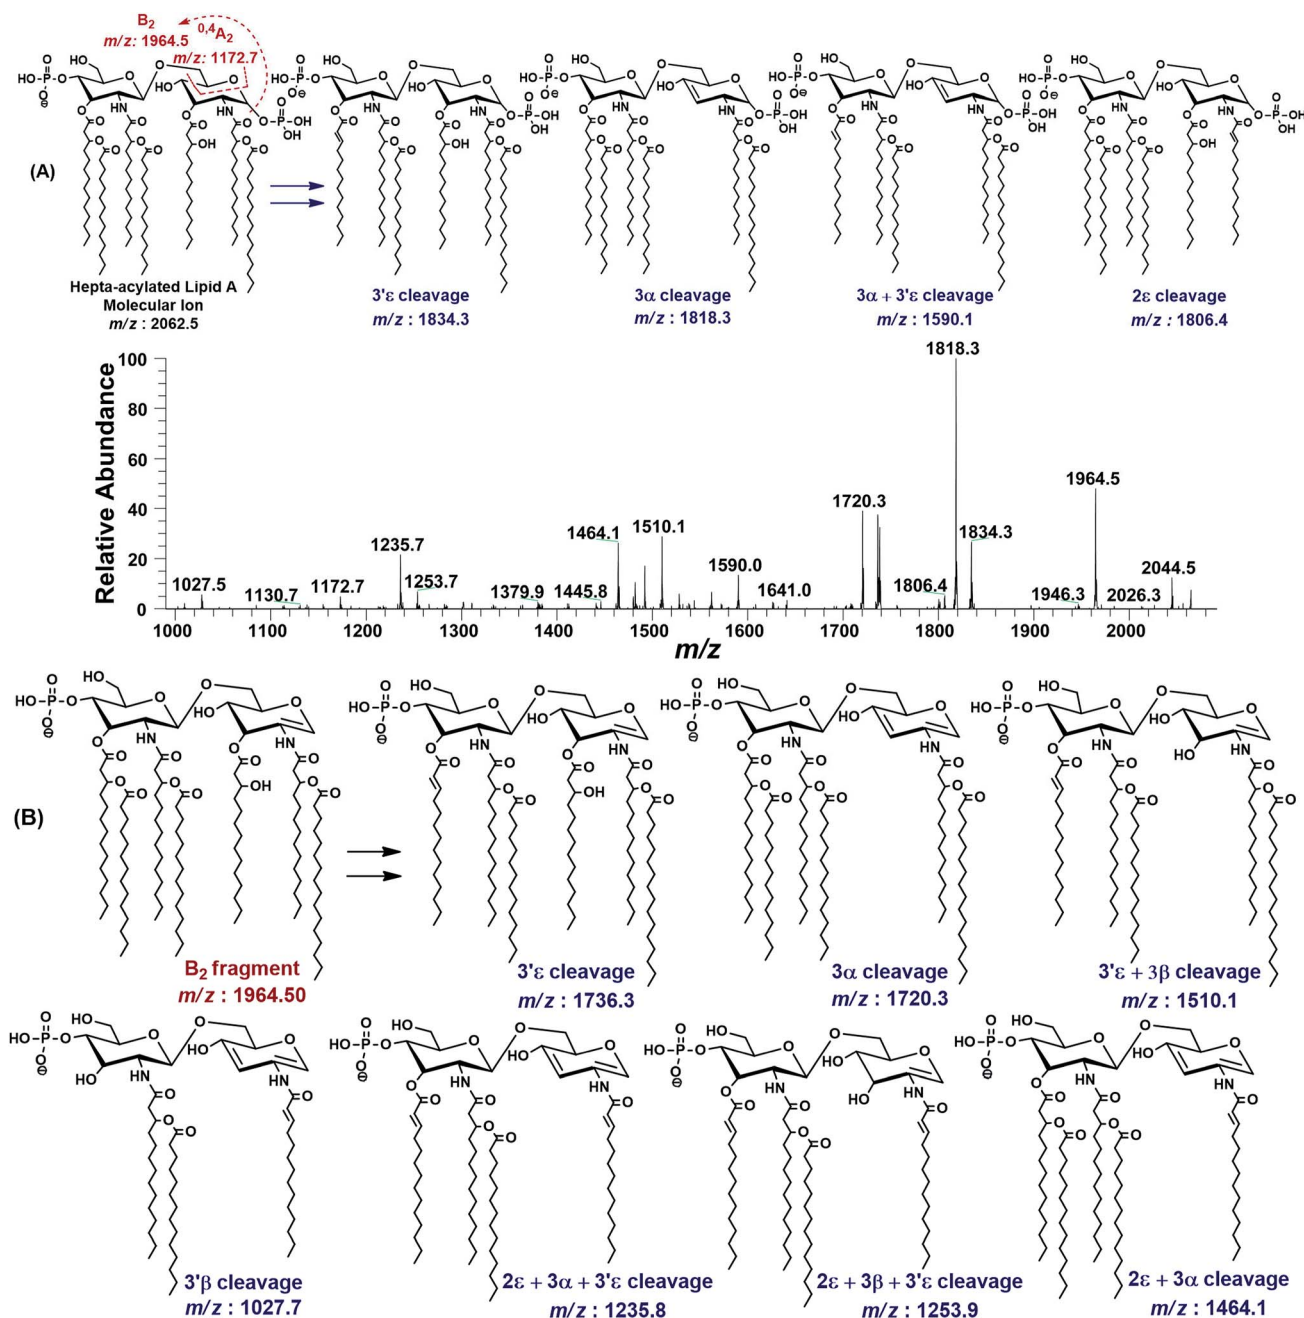 B₂
m/z: 1964.5
⁰,⁴A₂
m/z: 1172.7
(A)
Hepta-acylated Lipid A
Molecular Ion
m/z : 2062.5
3'ε cleavage
m/z : 1834.3
3α cleavage
m/z : 1818.3
3α + 3'ε cleavage
m/z : 1590.1
2ε cleavage
m/z : 1806.4
Relative Abundance
100
80
60
40
20
0
1027.5
1130.7
1172.7
1235.7
1253.7
1379.9
1445.8
1464.1
1510.1
1590.0
1641.0
1720.3
1806.4
1818.3
1834.3
1946.3
1964.5
2026.3
2044.5
1000 1100 1200 1300 1400 1500 1600 1700 1800 1900 2000
m/z
(B)
B₂ fragment
m/z : 1964.50
3'ε cleavage
m/z : 1736.3
3α cleavage
m/z : 1720.3
3'ε + 3β cleavage
m/z : 1510.1
3'β cleavage
m/z : 1027.7
2ε + 3α + 3'ε cleavage
m/z : 1235.8
2ε + 3β + 3'ε cleavage
m/z : 1253.9
2ε + 3α cleavage
m/z : 1464.1